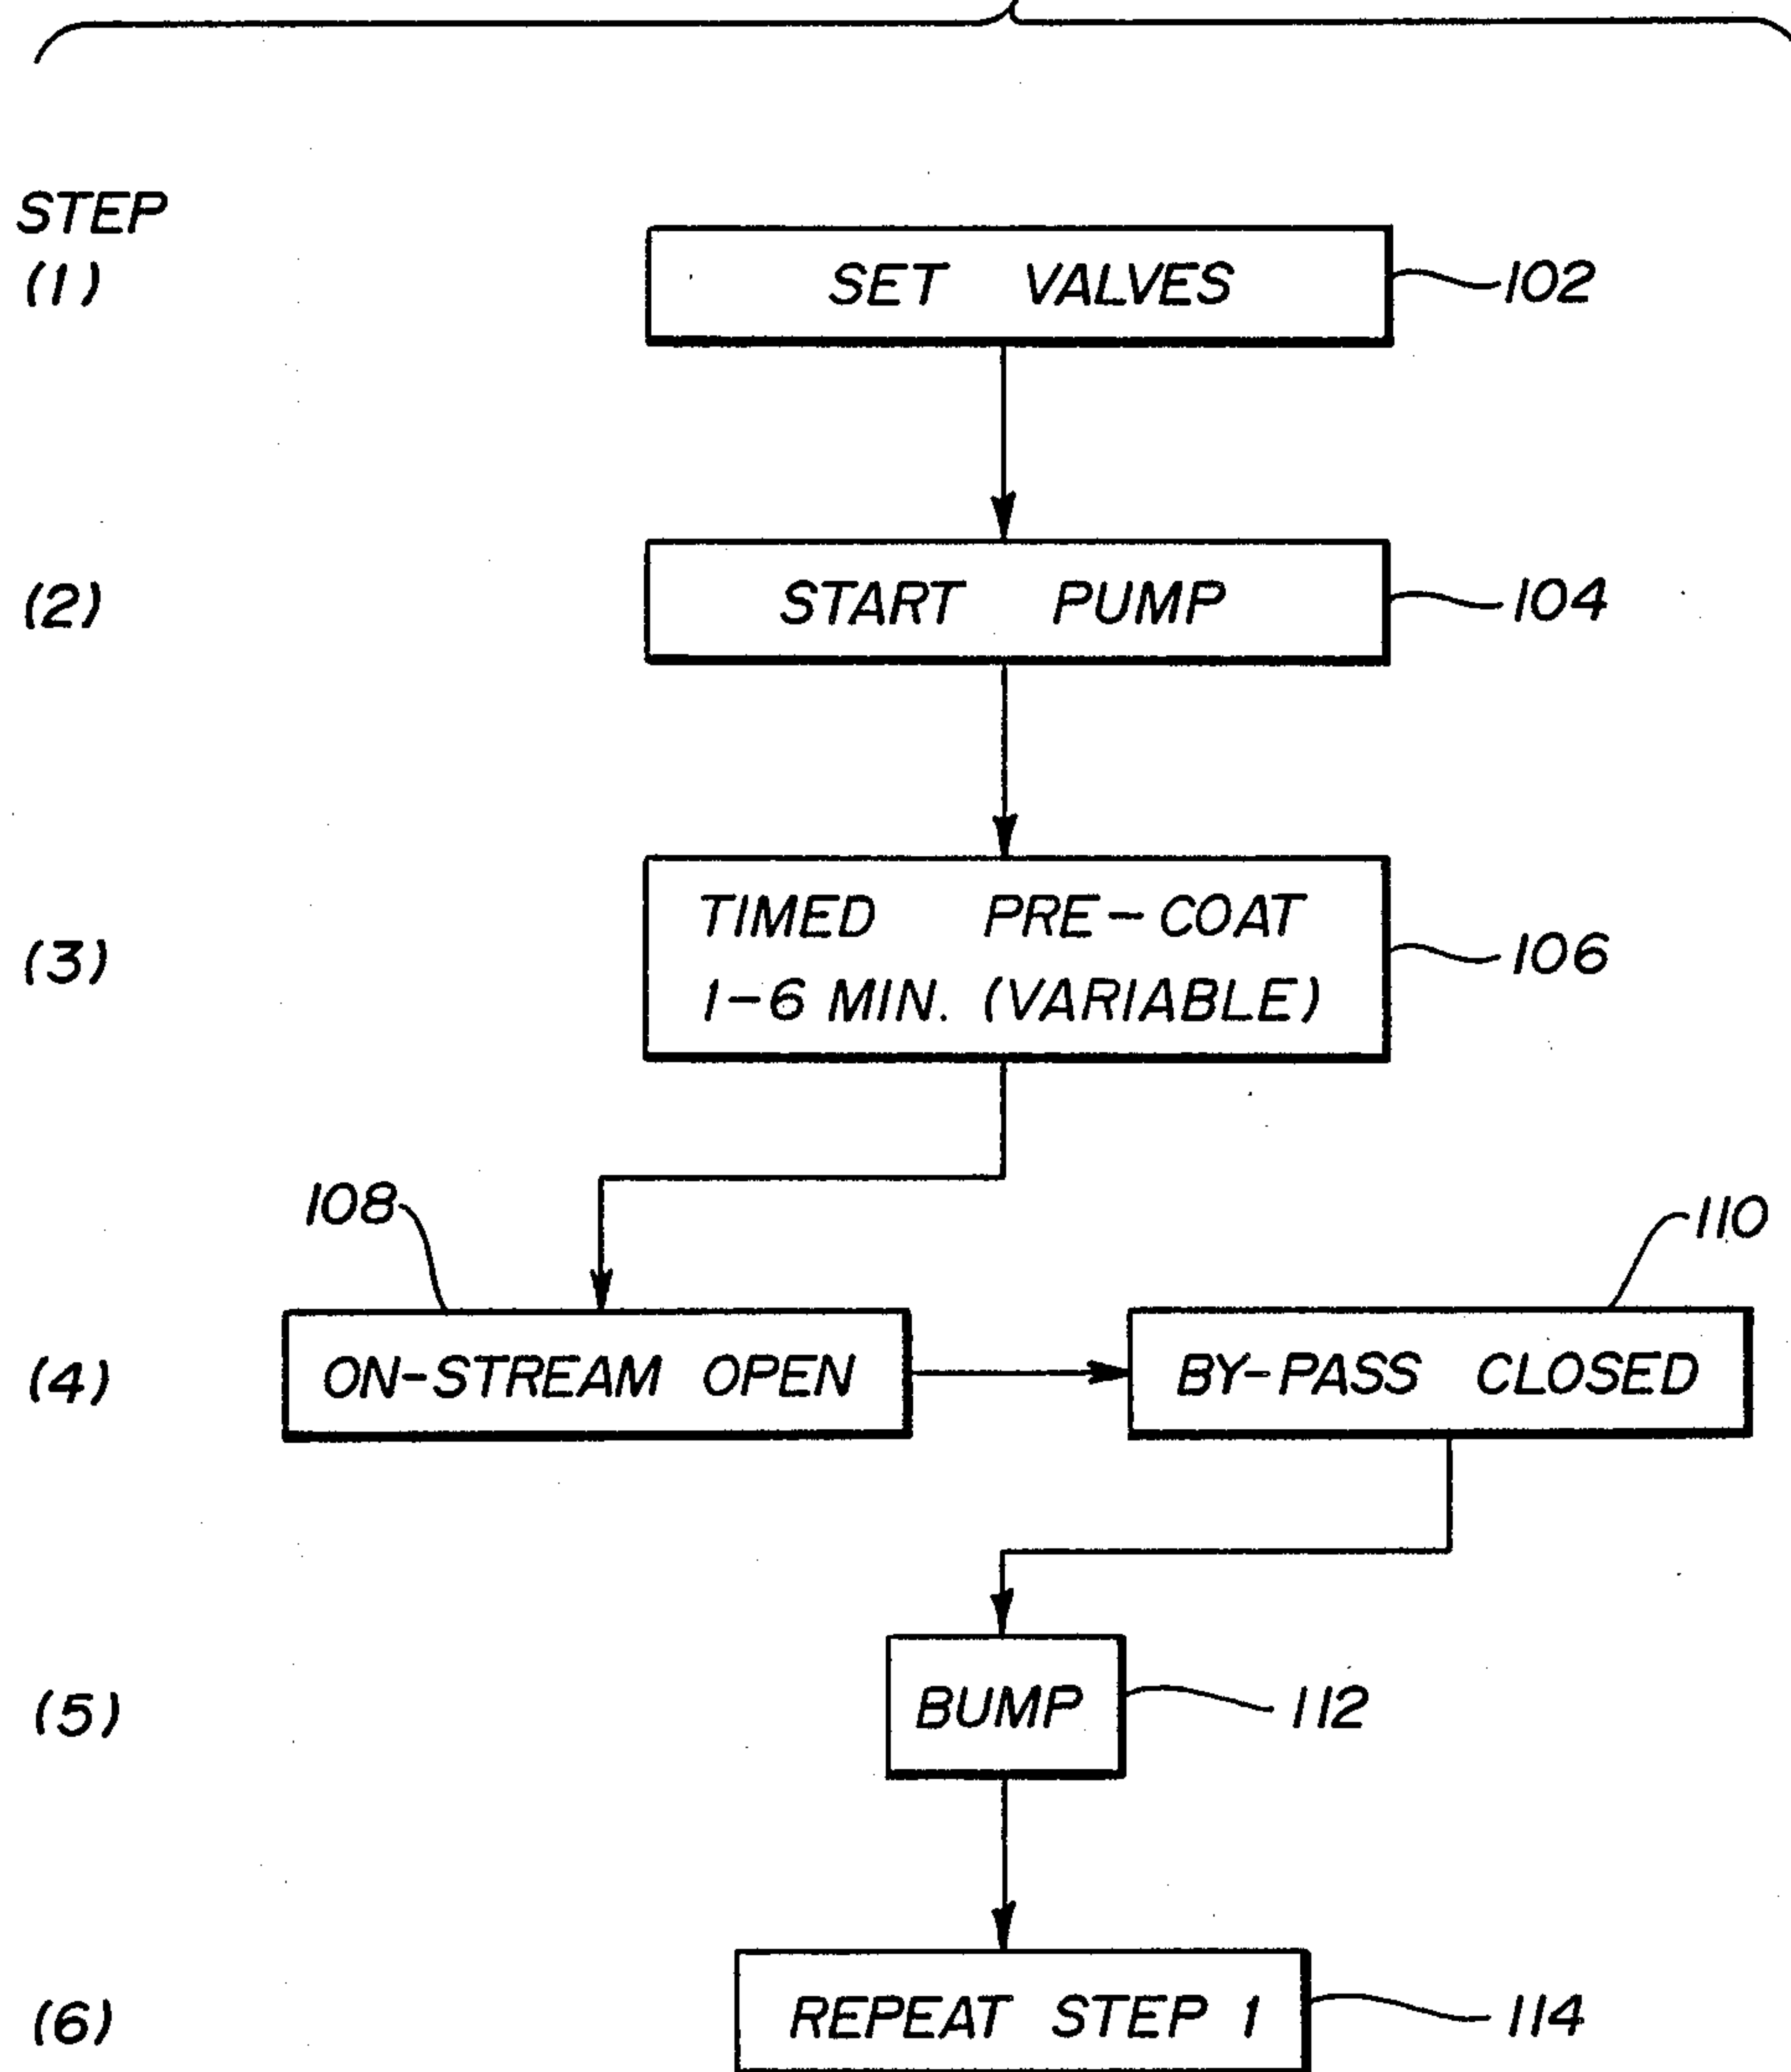 STEP
(1)
SET VALVES
102
(2)
START PUMP
104
(3)
TIMED PRE-COAT
1-6 MIN. (VARIABLE)
106
108
110
(4)
ON-STREAM OPEN
BY-PASS CLOSED
(5)
BUMP
112
(6)
REPEAT STEP 1
114